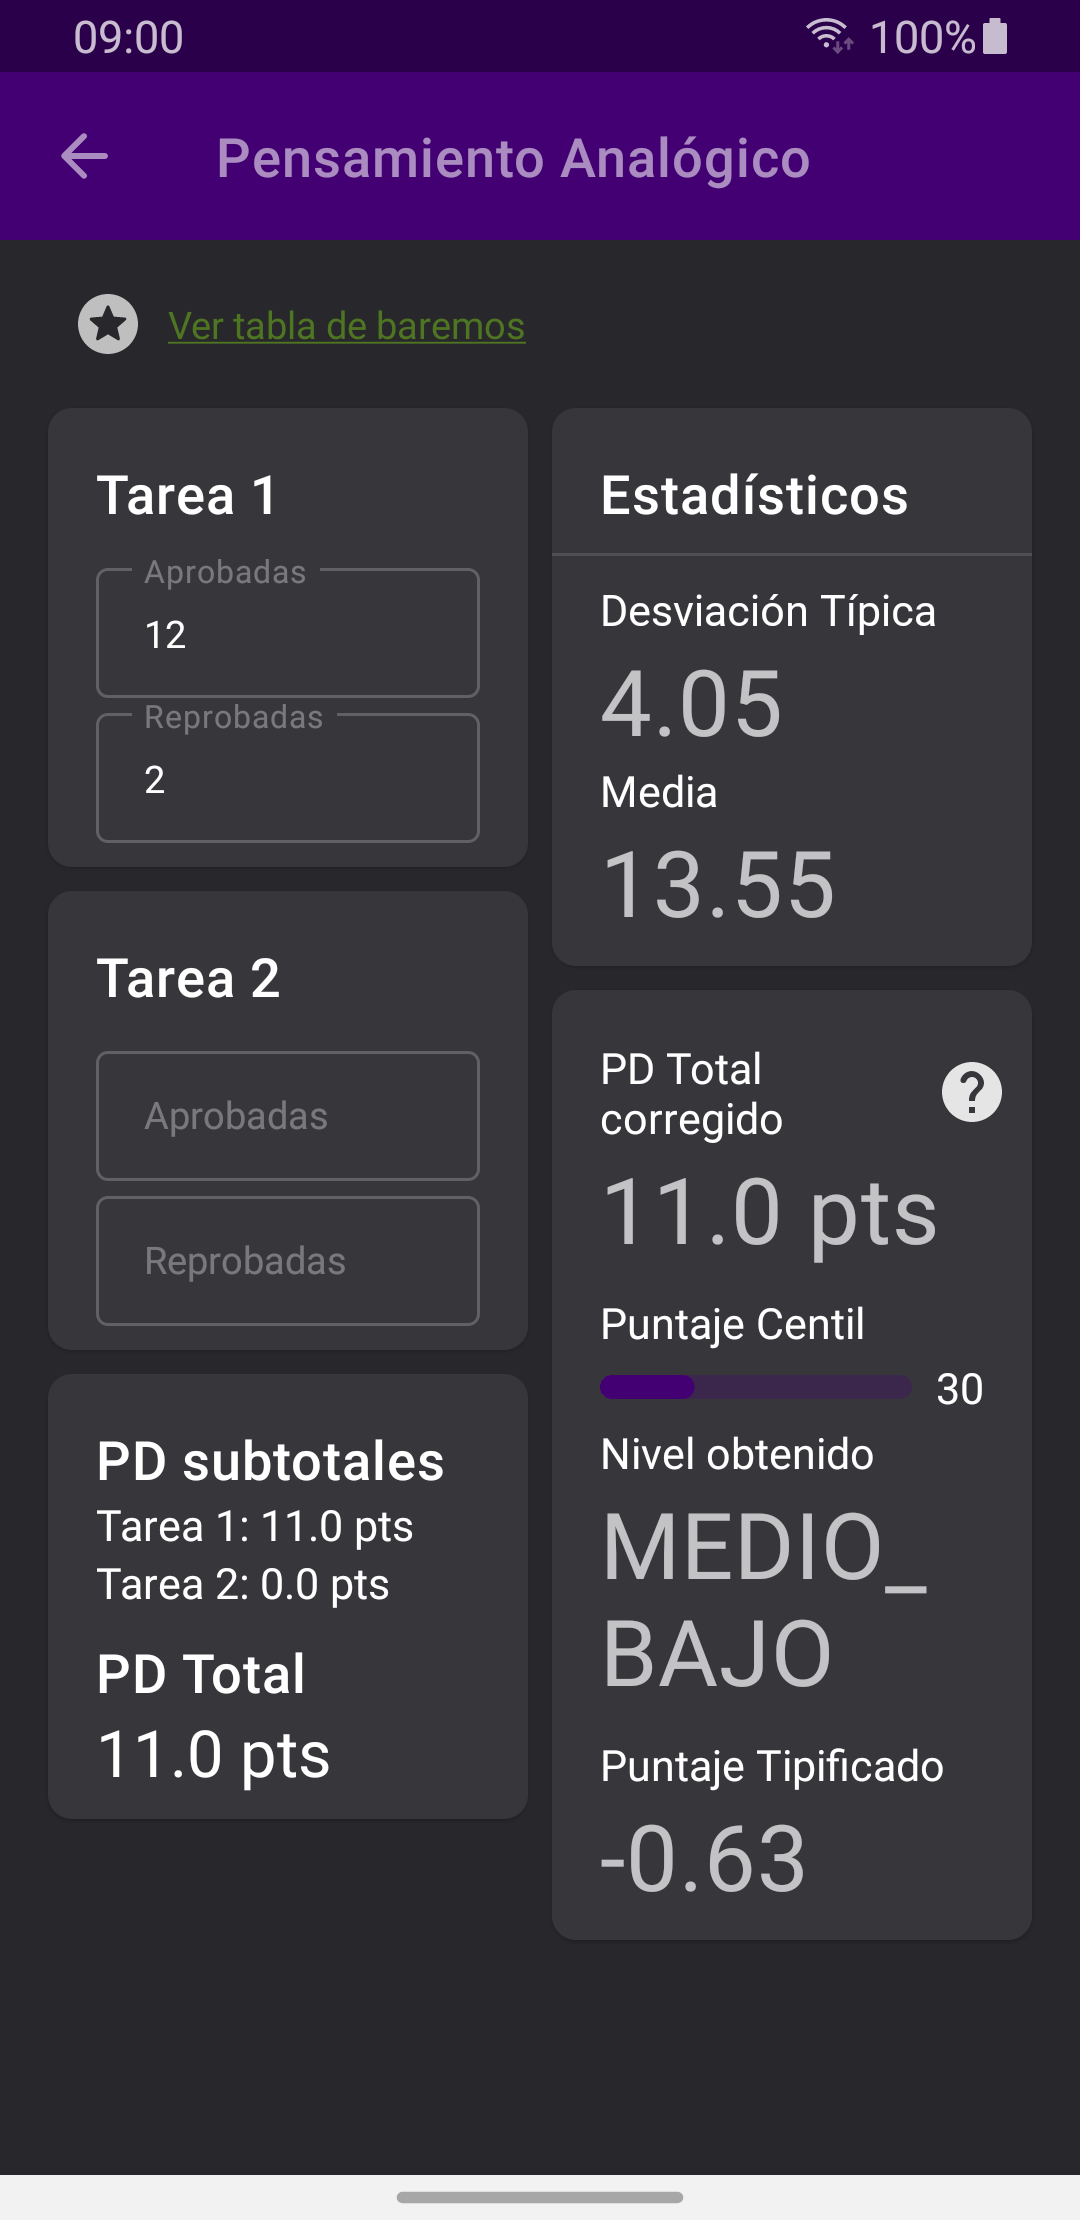 09:00
100%
Pensamiento Analógico
Ver tabla de baremos
Tarea 1
Aprobadas
12
Reprobadas
2
Tarea 2
Aprobadas
Reprobadas
PD subtotales
Tarea 1: 11.0 pts
Tarea 2: 0.0 pts
PD Total
11.0 pts
Estadísticos
Desviación Típica
4.05
Media
13.55
PD Total
corregido
11.0 pts
Puntaje Centil
30
Nivel obtenido
MEDIO_
BAJO
Puntaje Tipificado
-0.63